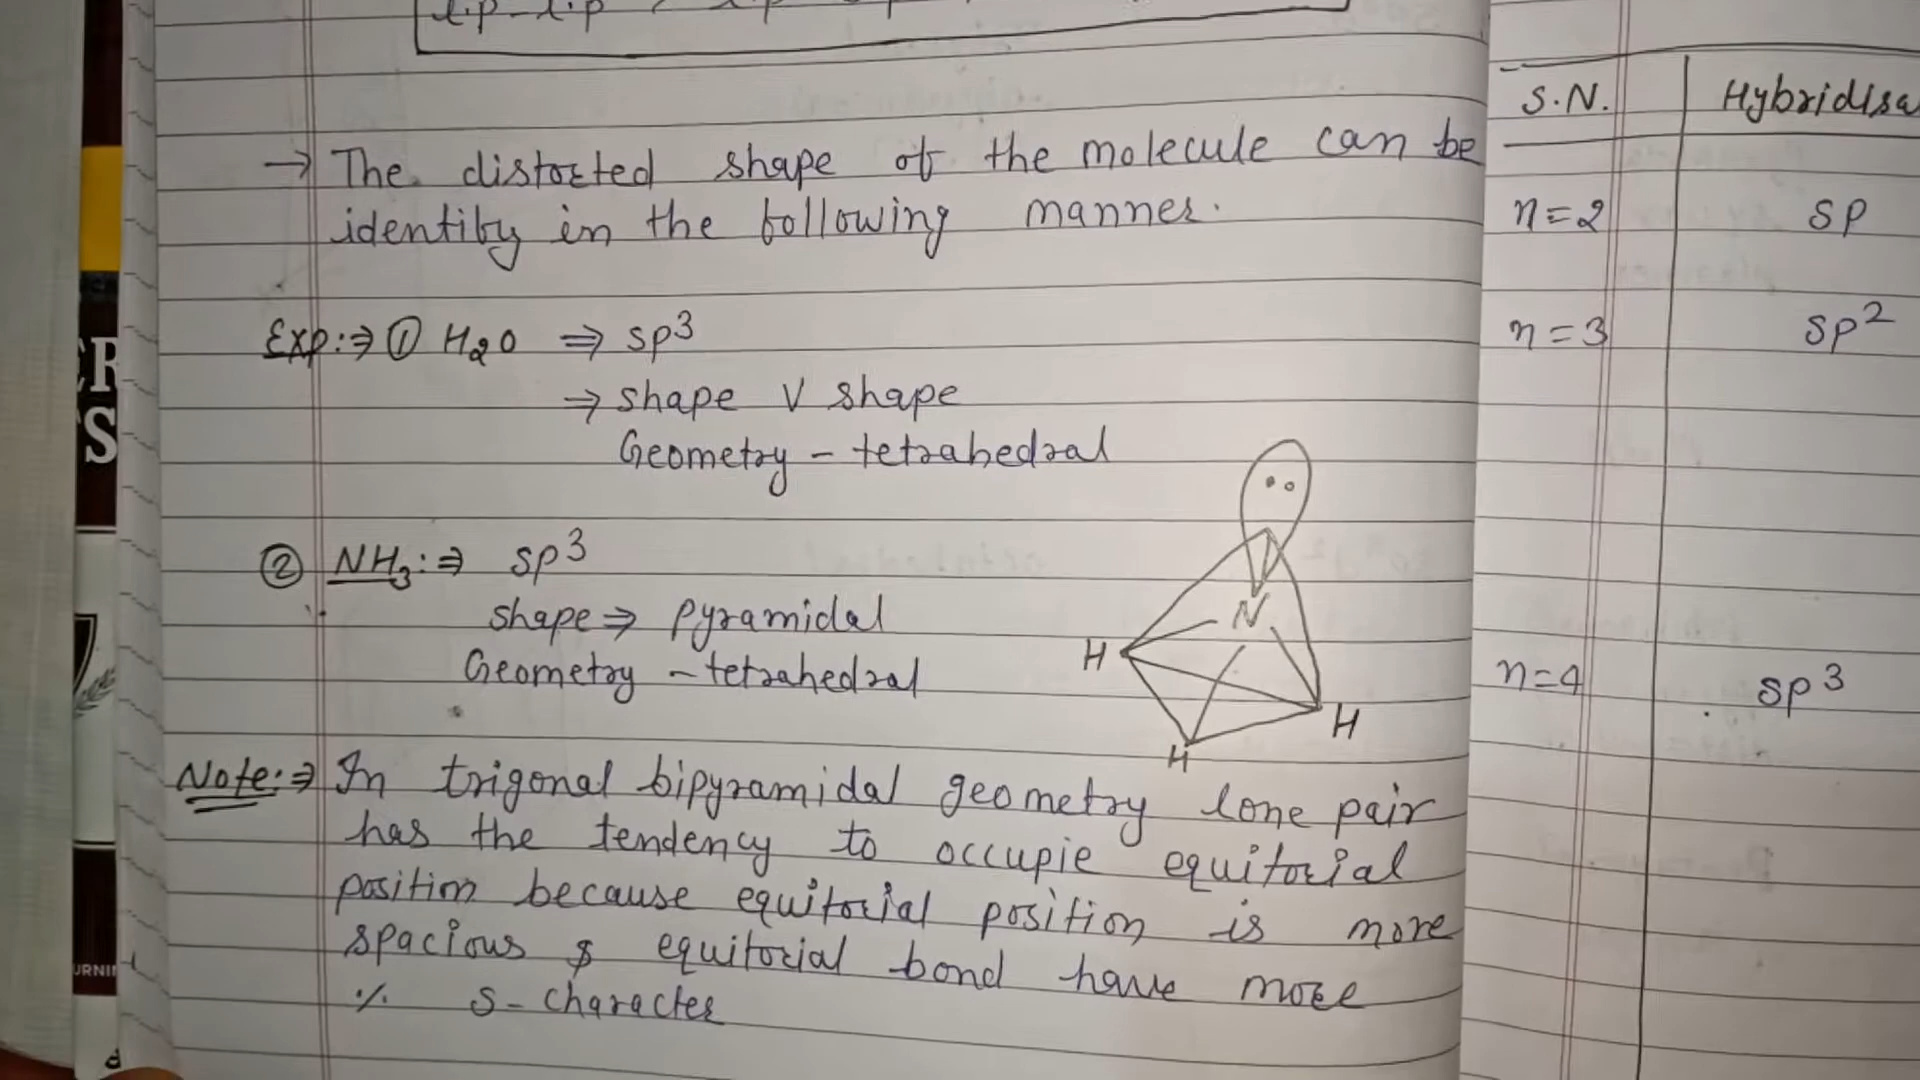 → The distorted shape of the molecule can be
identity in the following manner.
Exp:⇒ ① H2O ⇒ sp3
⇒ shape V shape
Geometry - tetrahedral
② NH3:⇒ sp3
shape ⇒ pyramidal
Geometry - tetrahedral
N
H
H
H
Note:⇒ In trigonal bipyramidal geometry lone pair
has the tendency to occupie equitorial
position because equitorial position is more
spacious & equitorial bond have more
% s-character
S.N.
n=2 sp
n=3 sp2
n=4 sp3